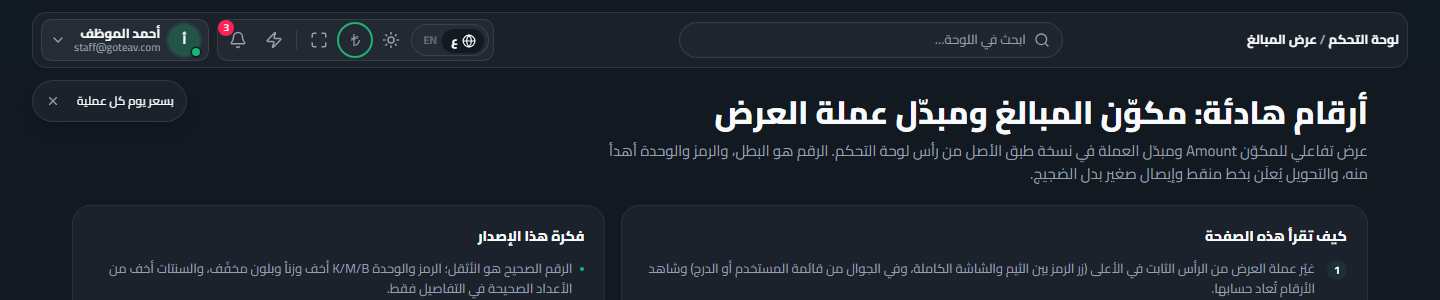 لوحة التحكم / عرض المبالغ
ابحث في اللوحة...
ع EN
₺
3
أحمد الموظف
staff@goteav.com
أ
بسعر يوم كل عملية
أرقام هادئة: مكوّن المبالغ ومبدّل عملة العرض
عرض تفاعلي للمكوّن Amount ومبدّل العملة في نسخة طبق الأصل من رأس لوحة التحكم. الرقم هو البطل، والرمز والوحدة أهدأ
منه، والتحويل يُعلَن بخط منقط وإيصال صغير بدل الضجيج.
كيف تقرأ هذه الصفحة
1 غيّر عملة العرض من الرأس الثابت في الأعلى (زر الرمز بين الثيم والشاشة الكاملة، وفي الجوال من قائمة المستخدم أو الدرج) وشاهد
الأرقام تُعاد حسابها.
فكرة هذا الإصدار
• الرقم الصحيح هو الأثقل؛ الرمز والوحدة K/M/B أخف وزناً وبلون مخفّف، والسنتات أخف من
الأعداد الصحيحة في التفاصيل فقط.